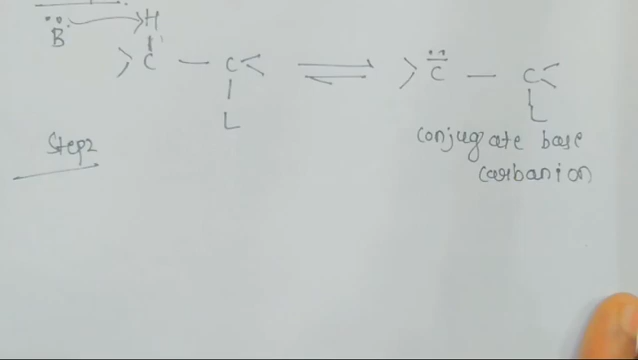 B H
C — C ⇌ C — C
L L
Step2
conjugate base
carbanion